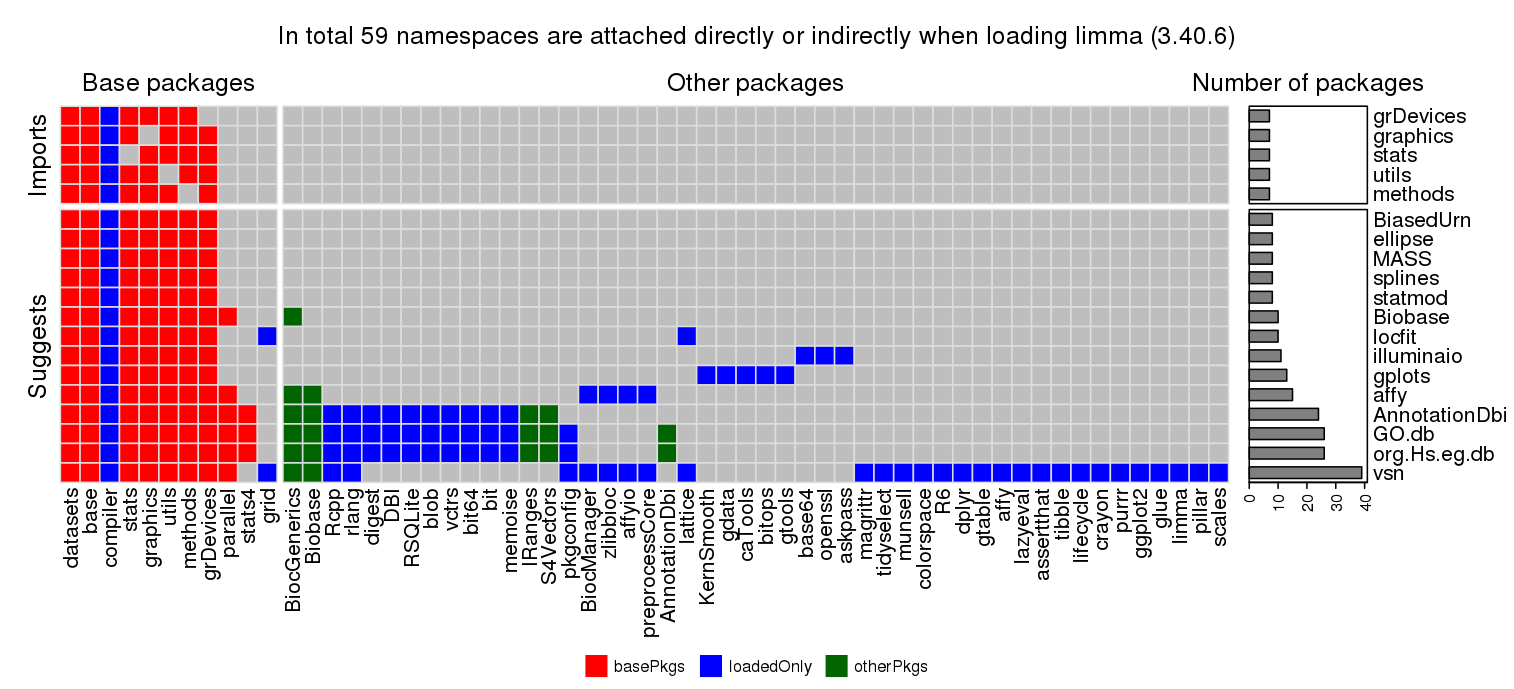 In total 59 namespaces are attached directly or indirectly when loading limma (3.40.6)
Base packages
Other packages
Number of packages
Imports
grDevices
graphics
stats
utils
methods
Suggests
BiasedUrn
ellipse
MASS
splines
statmod
Biobase
locfit
illuminaio
gplots
affy
AnnotationDbi
GO.db
org.Hs.eg.db
vsn
0
10
20
30
40
datasets
base
compiler
stats
graphics
utils
methods
grDevices
parallel
stats4
grid
BiocGenerics
Biobase
Rcpp
rlang
digest
DBI
RSQLite
blob
vctrs
bit64
bit
memoise
IRanges
S4Vectors
pkgconfig
BiocManager
zlibbioc
affyio
preprocessCore
AnnotationDbi
lattice
KernSmooth
gdata
caTools
bitops
gtools
base64
openssl
askpass
magrittr
tidyselect
munsell
colorspace
R6
dplyr
gtable
affy
lazyeval
assertthat
tibble
lifecycle
crayon
purrr
ggplot2
glue
limma
pillar
scales
basePkgs
loadedOnly
otherPkgs